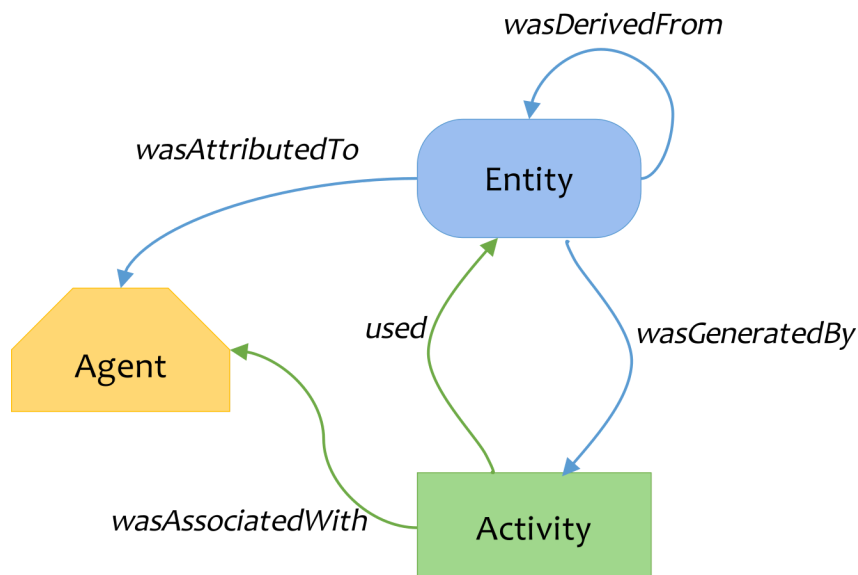 wasDerivedFrom
wasAttributedTo
Entity
used
wasGeneratedBy
Agent
wasAssociatedWith
Activity